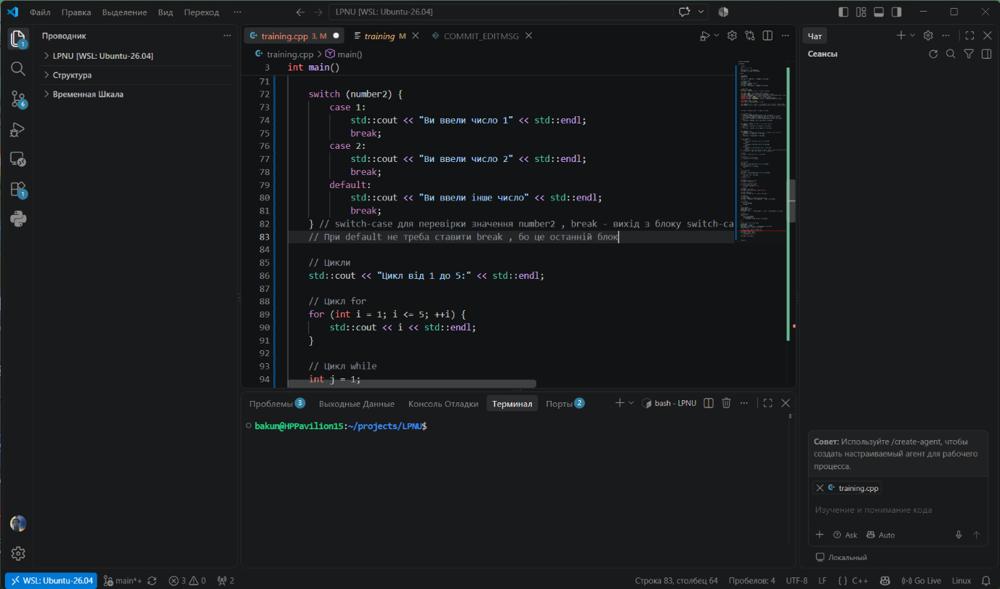 Файл Правка Выделение Вид Переход ··· LPNU [WSL: Ubuntu-26.04]
Проводник ···
LPNU [WSL: Ubuntu-26.04]
Структура
Временная Шкала
1
6
1
training.cpp 3, M training M COMMIT_EDITMSG
training.cpp > main()
3 int main()
71
72 switch (number2) {
73 case 1:
74 std::cout << "Ви ввели число 1" << std::endl;
75 break;
76 case 2:
77 std::cout << "Ви ввели число 2" << std::endl;
78 break;
79 default:
80 std::cout << "Ви ввели інше число" << std::endl;
81 break;
82 } // switch-case для перевірки значення number2 , break - вихід з блоку switch-ca
83 // При default не треба ставити break , бо це останній блок
84
85 // Цикли
86 std::cout << "Цикл від 1 до 5:" << std::endl;
87
88 // Цикл for
89 for (int i = 1; i <= 5; ++i) {
90 std::cout << i << std::endl;
91 }
92
93 // Цикл while
94 int j = 1;
Проблемы 3 Выходные Данные Консоль Отладки Терминал Порты 2 bash - LPNU ···
bakun@HPPavilion15:~/projects/LPNU$
Чат
Сеансы
Совет: Используйте /create-agent, чтобы
создать настраиваемый агент для рабочего
процесса.
training.cpp
Изучение и понимание кода
Ask Auto
Локальный
WSL: Ubuntu-26.04 main*+ 3 0 2 Строка 83, столбец 64 Пробелов: 4 UTF-8 LF { } C++ Go Live Linux